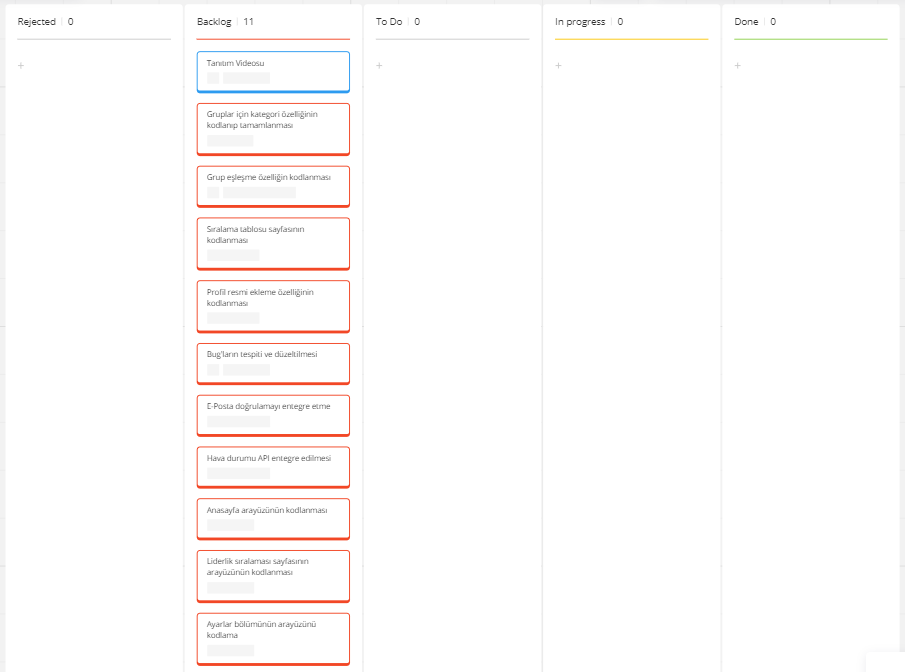 Rejected 0
Backlog 11
To Do 0
In progress 0
Done 0
Tanıtım Videosu
Gruplar için kategori özelliğinin
kodlanıp tamamlanması
Grup eşleşme özelliğin kodlanması
Sıralama tablosu sayfasının
kodlanması
Profil resmi ekleme özelliğinin
kodlanması
Bug'ların tespiti ve düzeltilmesi
E-Posta doğrulamayı entegre etme
Hava durumu API entegre edilmesi
Anasayfa arayüzünün kodlanması
Liderlik sıralaması sayfasının
arayüzünün kodlanması
Ayarlar bölümünün arayüzünü
kodlama